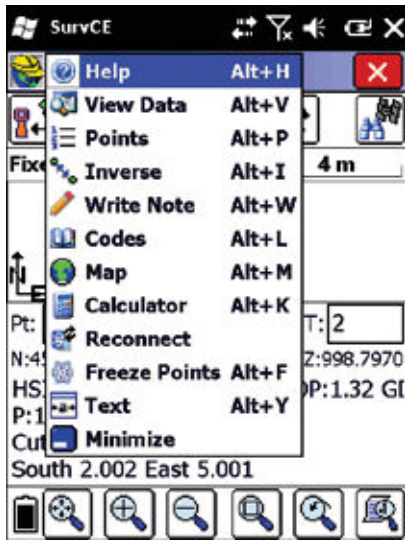 SurvCE
Help Alt+H
View Data Alt+V
Points Alt+P
4 m
Inverse Alt+I
Write Note Alt+W
Codes Alt+L
N
Map Alt+M
E
Calculator Alt+K
Pt: T: 2
Reconnect
N:4 Z:998.7970
Freeze Points Alt+F
HS P:1.32
P:1
-a- Text Alt+Y
Cut
Minimize
South 2.002 East 5.001